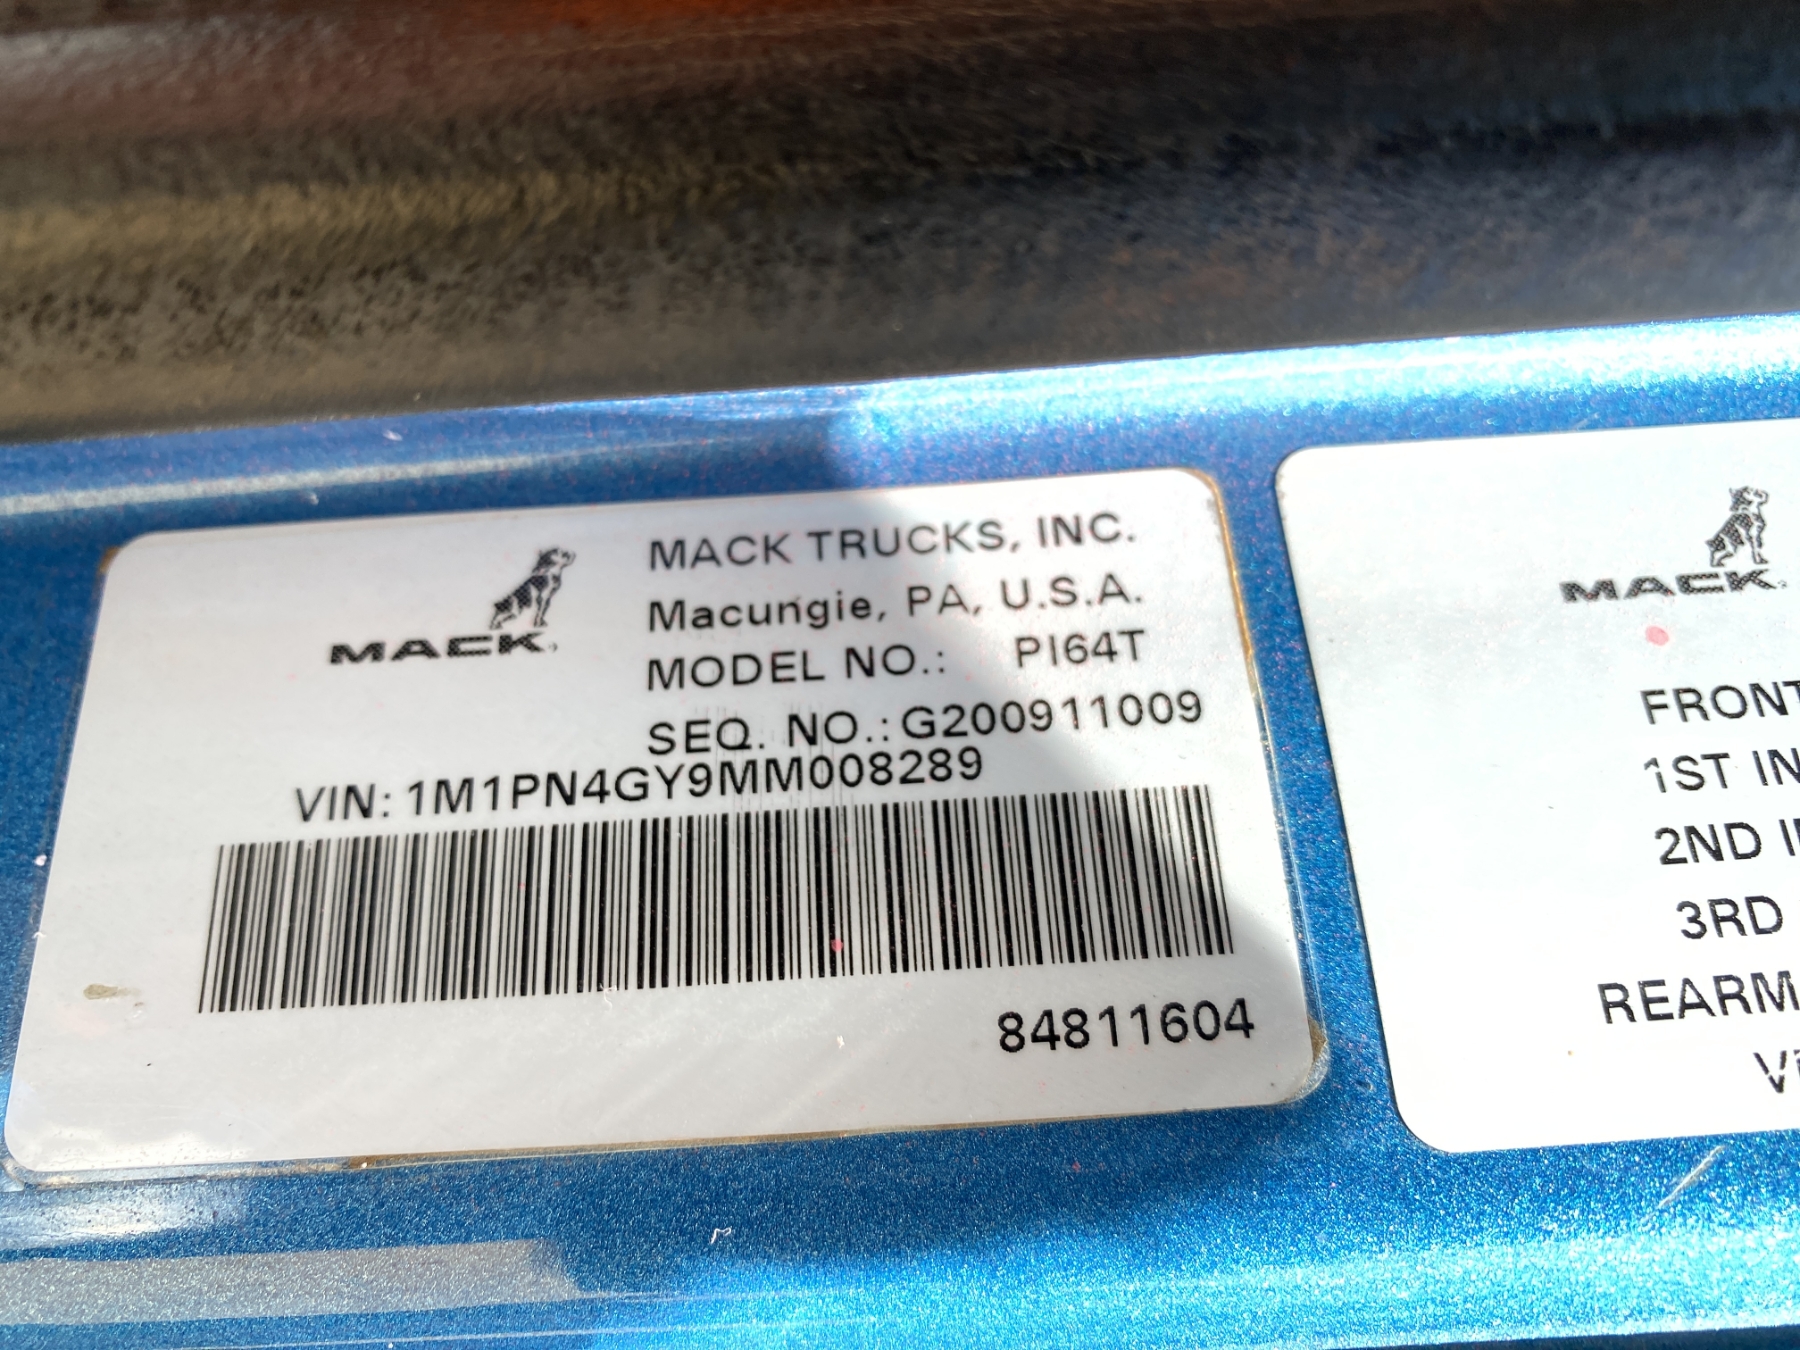 MACK
MACK TRUCKS, INC.
Macungie, PA, U.S.A.
MODEL NO.: PI64T
SEQ. NO.: G200911009
VIN: 1M1PN4GY9MM008289
84811604
MACK
FRONT
1ST IN
2ND I
3RD
REARM